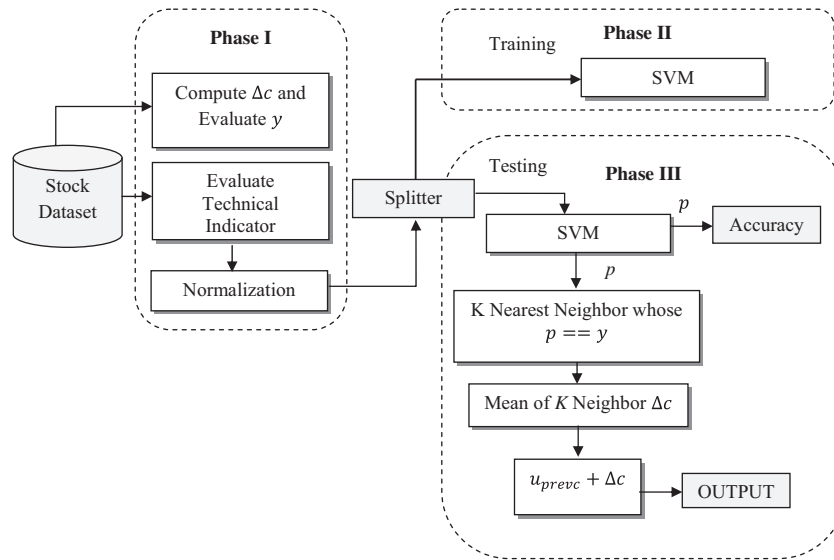 Phase I
Compute Δc and
Evaluate y
Stock
Dataset
Evaluate
Technical
Indicator
Normalization
Splitter
Training
Phase II
SVM
Testing
Phase III
SVM
p
Accuracy
p
K Nearest Neighbor whose
p == y
Mean of K Neighbor Δc
u_prevc + Δc
OUTPUT